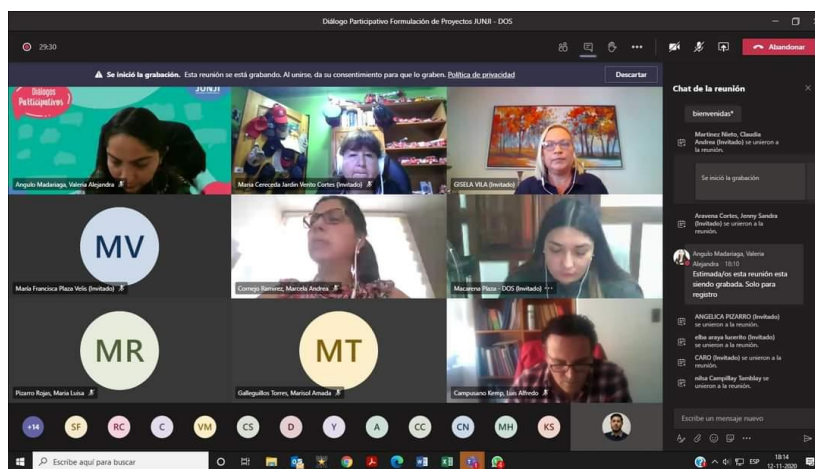 Diálogo Participativo Formulación de Proyectos JUNJI - DOS
29:30
Abandonar
Se inició la grabación. Esta reunión se está grabando. Al unirse, da su consentimiento para que lo graben. Política de privacidad
Descartar
Diálogos
Participativos
JUNJI
Angulo Madariaga, Valeria Alejandra
Maria Cereceda Jardin Vento Cortes (Invitado)
GISELA VILA (Invitado)
MV
María Francisca Plaza Velis (Invitado)
Cornejo Ramirez, Marcela Andrea
Macarena Plaza - DOS (Invitado)
MR
Pizarro Rojas, Maria Luisa
MT
Galleguillos Torres, Marisol Amada
Campusano Kemp, Luis Alfredo
+14
SF
RC
C
VM
CS
D
Y
A
CC
CN
MH
KS
Chat de la reunión
bienvenidas*
Martinez Nieto, Claudia
Andrea (Invitado) se unieron a
la reunión.
Se inició la grabación
Aravena Cortes, Jenny Sandra
(Invitado) se unieron a la
reunión.
Angulo Madariaga, Valeria
Alejandra 18:10
Estimada/os esta reunión esta
siendo grabada. Solo para
registro
ANGELICA PIZARRO (Invitado)
se unieron a la reunión.
elba araya lucerito (Invitado)
se unieron a la reunión.
CARO (Invitado) se unieron a la
reunión.
nilsa Campillay Tamblay se
unieron a la reunión.
Escribe un mensaje nuevo
Escribe aquí para buscar
ESP
18:14
12-11-2020